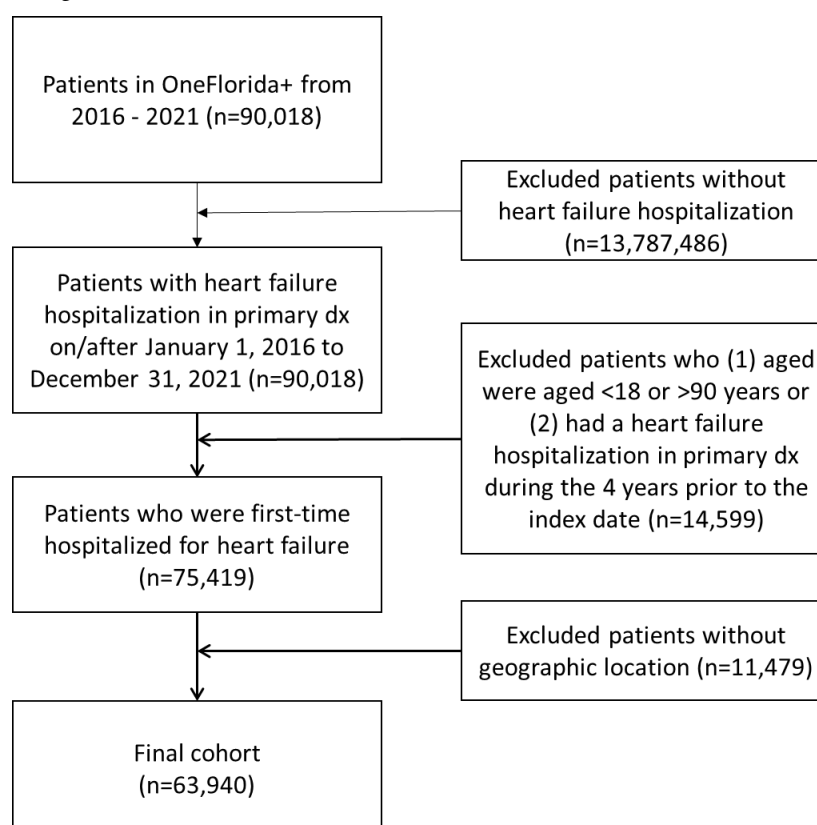 Patients in OneFlorida+ from
2016 - 2021 (n=90,018)
Excluded patients without
heart failure hospitalization
(n=13,787,486)
Patients with heart failure
hospitalization in primary dx
on/after January 1, 2016 to
December 31, 2021 (n=90,018)
Excluded patients who (1) aged
were aged <18 or >90 years or
(2) had a heart failure
hospitalization in primary dx
during the 4 years prior to the
index date (n=14,599)
Patients who were first-time
hospitalized for heart failure
(n=75,419)
Excluded patients without
geographic location (n=11,479)
Final cohort
(n=63,940)